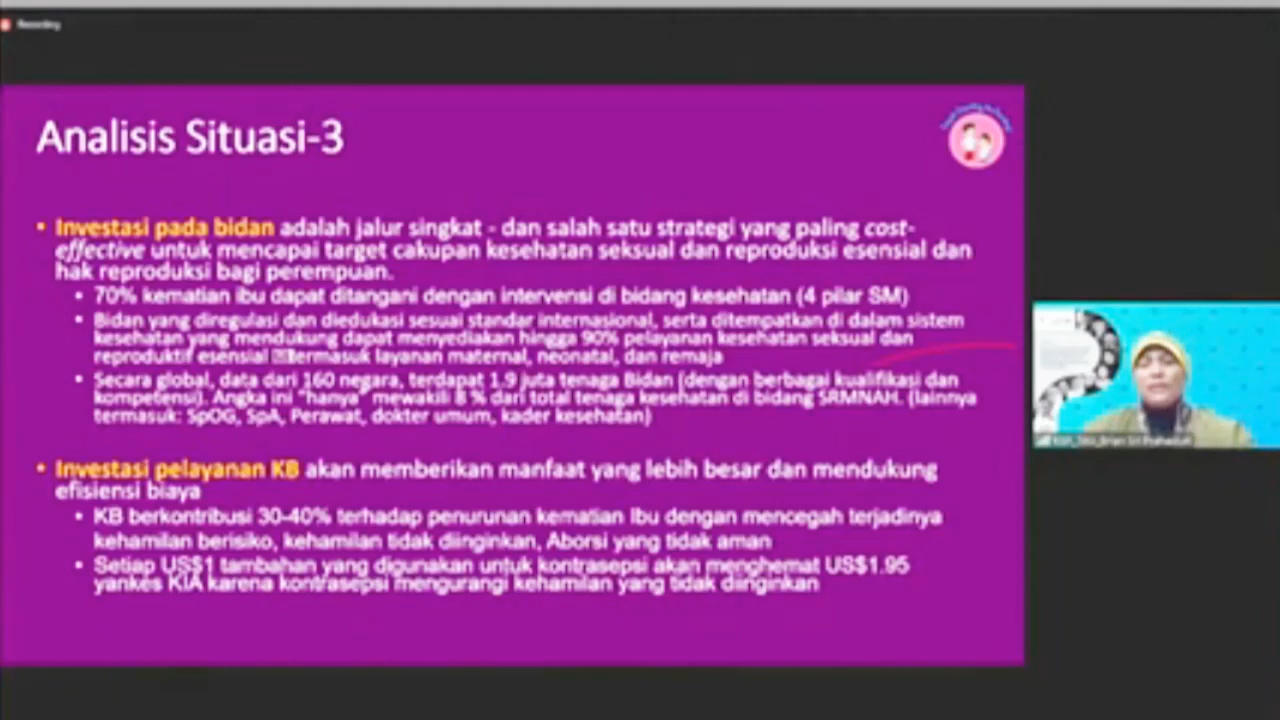 Recording
Analisis Situasi-3
• Investasi pada bidan adalah jalur singkat - dan salah satu strategi yang paling cost-
effective untuk mencapai target cakupan kesehatan seksual dan reproduksi esensial dan
hak reproduksi bagi perempuan.
• 70% kematian ibu dapat ditangani dengan intervensi di bidang kesehatan (4 pilar SM)
• Bidan yang diregulasi dan diedukasi sesuai standar internasional, serta ditempatkan di dalam sistem
kesehatan yang mendukung dapat menyediakan hingga 90% pelayanan kesehatan seksual dan
reproduktif esensial termasuk layanan maternal, neonatal, dan remaja
• Secara global, data dari 160 negara, terdapat 1.9 juta tenaga Bidan (dengan berbagai kualifikasi dan
kompetensi). Angka ini "hanya" mewakili 8 % dari total tenaga kesehatan di bidang SRMNAH. (lainnya
termasuk: SpOG, SpA, Perawat, dokter umum, kader kesehatan)
• Investasi pelayanan KB akan memberikan manfaat yang lebih besar dan mendukung
efisiensi biaya
• KB berkontribusi 30-40% terhadap penurunan kematian Ibu dengan mencegah terjadinya
kehamilan berisiko, kehamilan tidak diinginkan, Aborsi yang tidak aman
• Setiap US$1 tambahan yang digunakan untuk kontrasepsi akan menghemat US$1.95
yankes KIA karena kontrasepsi mengurangi kehamilan yang tidak diinginkan